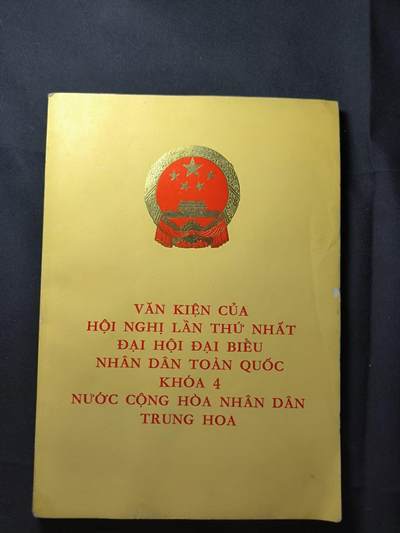 VĂN KIỆN CỦA
HỘI NGHỊ LẦN THỨ NHẤT
ĐẠI HỘI ĐẠI BIỂU
NHÂN DÂN TOÀN QUỐC
KHÓA 4
NƯỚC CỘNG HÒA NHÂN DÂN
TRUNG HOA